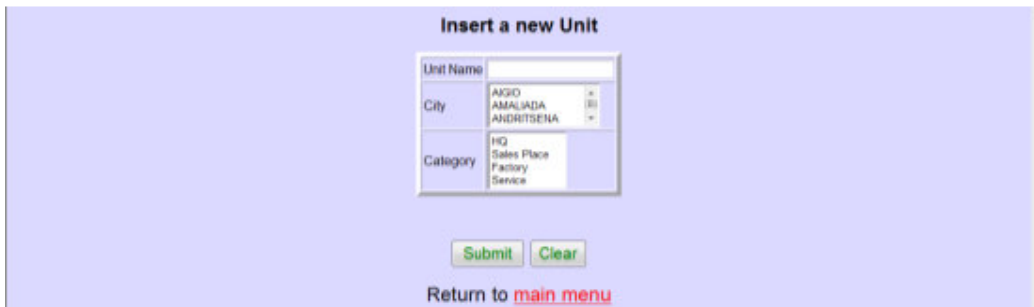 Insert a new Unit
Unit Name
City
AIGIO
AMALIADA
ANDRITSENA
Category
HQ
Sales Place
Factory
Service
Submit Clear
Return to main menu